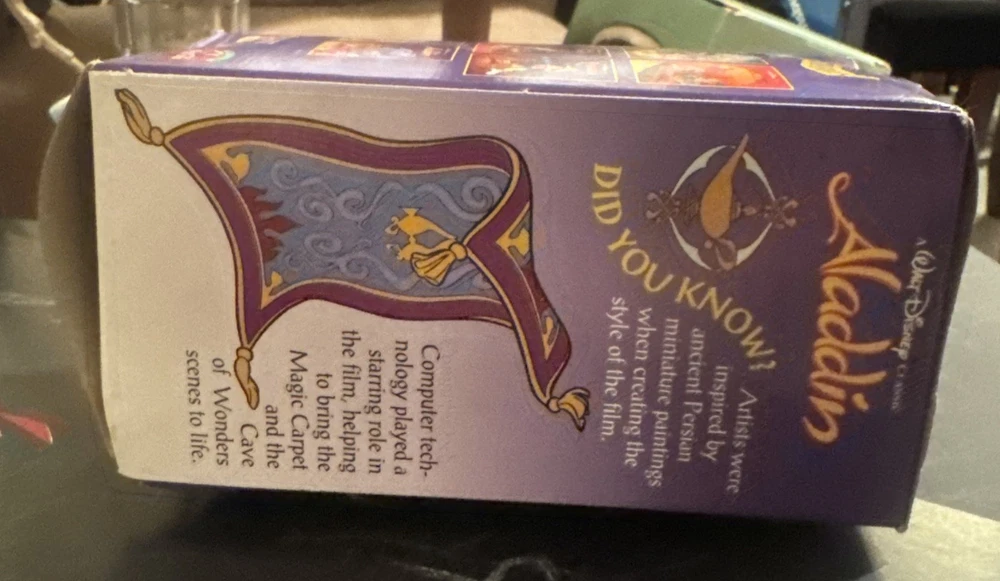 A WALT DISNEY CLASSIC
Aladdin
DID YOU KNOW?
Artists were
inspired by
ancient Persian
miniature paintings
when creating the
style of the film.
Computer tech-
nology played a
starring role in
the film, helping
to bring the
Magic Carpet
and the
Cave
of Wonders
scenes to life.